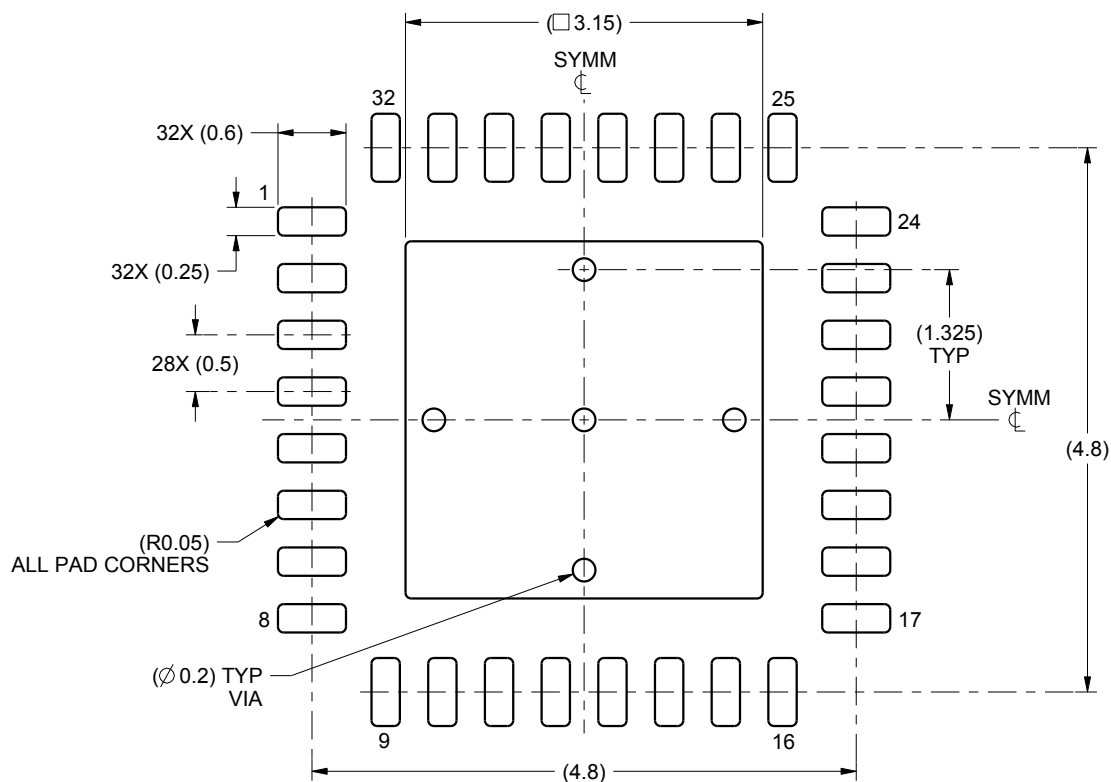 (□ 3.15)
SYMM
℄
32
25
32X (0.6)
1
24
32X (0.25)
(1.325)
TYP
28X (0.5)
SYMM
℄
(4.8)
(R0.05)
ALL PAD CORNERS
8
17
(∅ 0.2) TYP
VIA
9
16
(4.8)